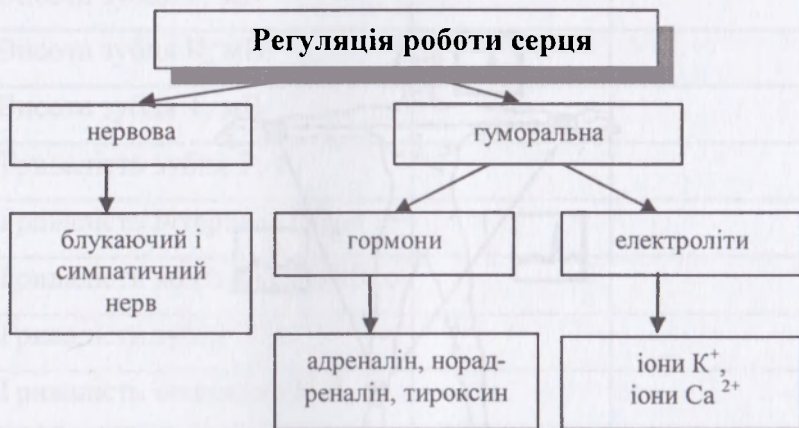 Регуляція роботи серця
нервова
гуморальна
блукаючий і
симпатичний
нерв
гормони
електроліти
адреналін, норад-
реналін, тироксин
іони K⁺,
іони Ca²⁺